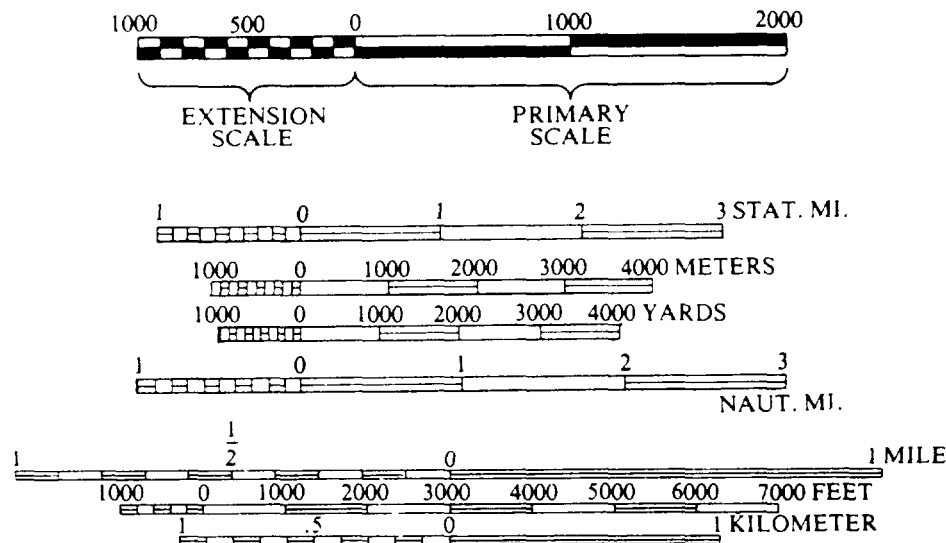 1000 500 0 1000 2000
EXTENSION SCALE
PRIMARY SCALE
1 0 1 2 3 STAT. MI.
1000 0 1000 2000 3000 4000 METERS
1000 0 1000 2000 3000 4000 YARDS
1 0 1 2 3
NAUT. MI.
1 1/2 0 1 MILE
1000 0 1000 2000 3000 4000 5000 6000 7000 FEET
1 .5 0 1 KILOMETER